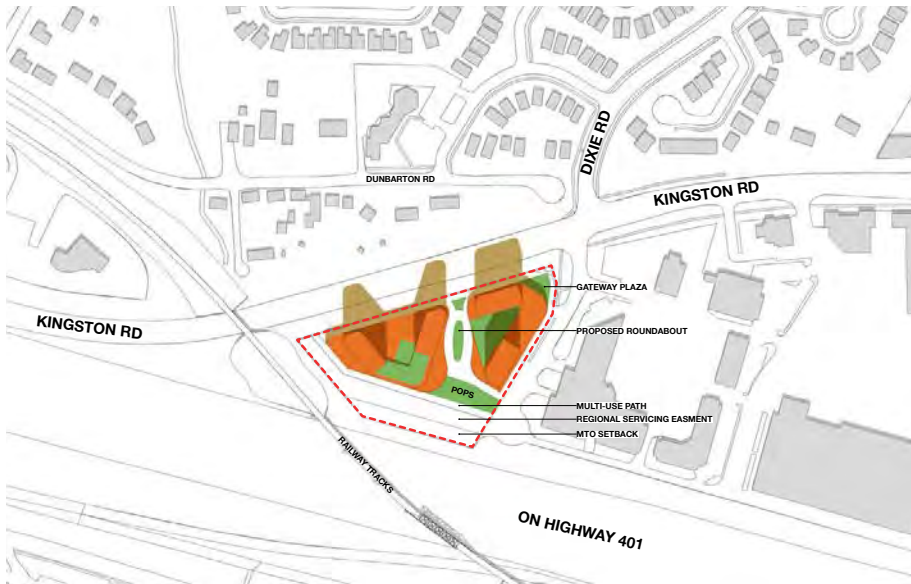 DIXIE RD
DUNBARTON RD
KINGSTON RD
GATEWAY PLAZA
KINGSTON RD
PROPOSED ROUNDABOUT
POPS
MULTI-USE PATH
REGIONAL SERVICING EASMENT
MTO SETBACK
RAILWAY TRACKS
ON HIGHWAY 401